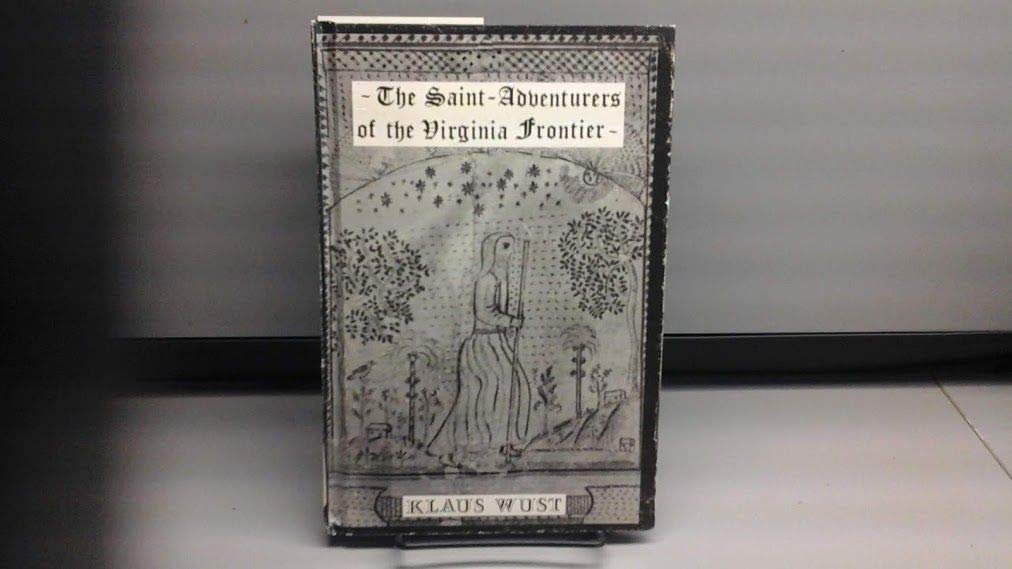 ~ The Saint-Adventurers
of the Virginia Frontier ~
KLAUS WUST